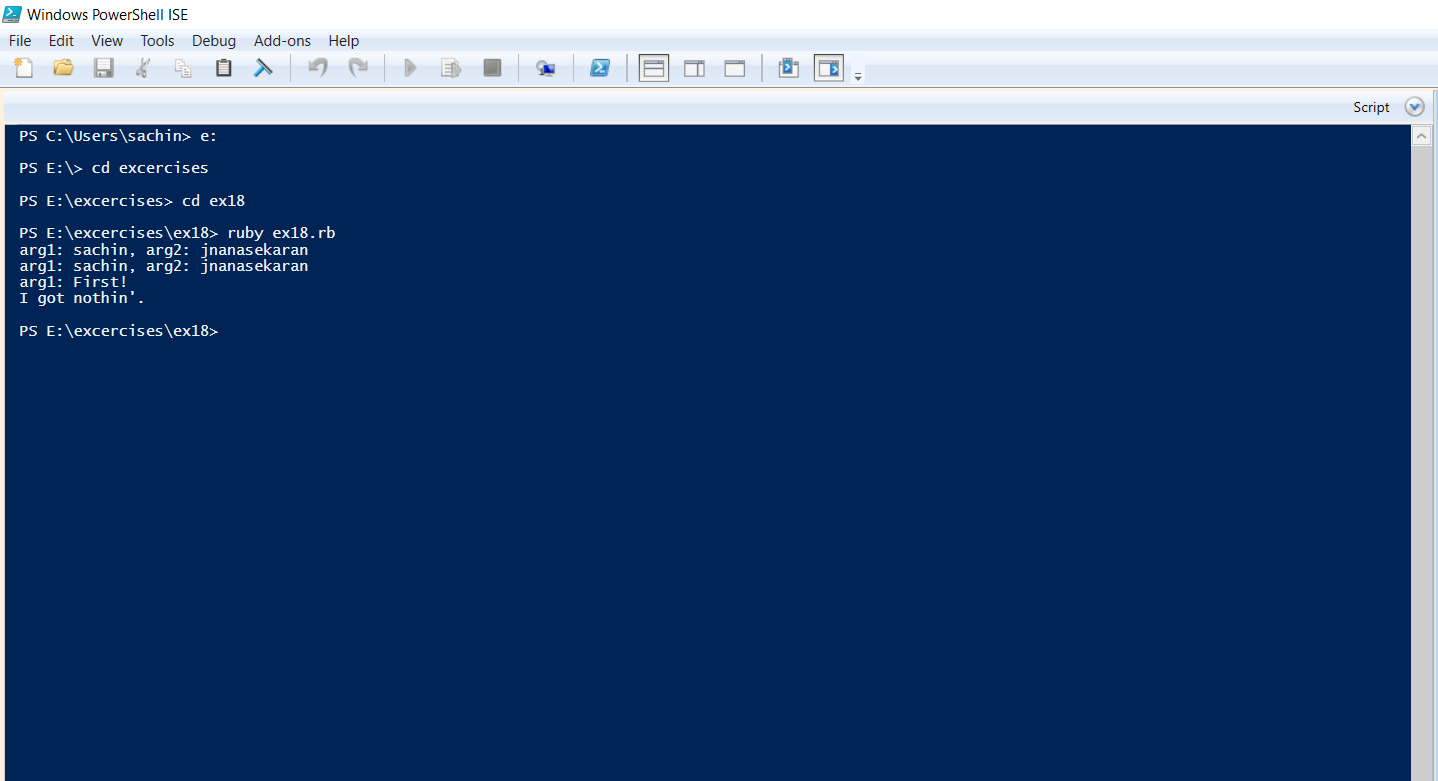 Windows PowerShell ISE
File Edit View Tools Debug Add-ons Help
Script
PS C:\Users\sachin> e:
PS E:\> cd excercises
PS E:\excercises> cd ex18
PS E:\excercises\ex18> ruby ex18.rb
arg1: sachin, arg2: jnanasekaran
arg1: sachin, arg2: jnanasekaran
arg1: First!
I got nothin'.
PS E:\excercises\ex18>